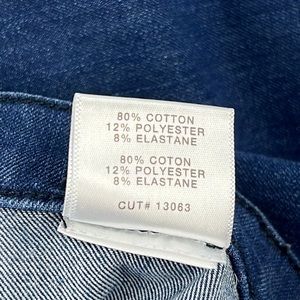 80% COTTON
12% POLYESTER
8% ELASTANE
80% COTON
12% POLYESTER
8% ELASTANE
CUT# 13063